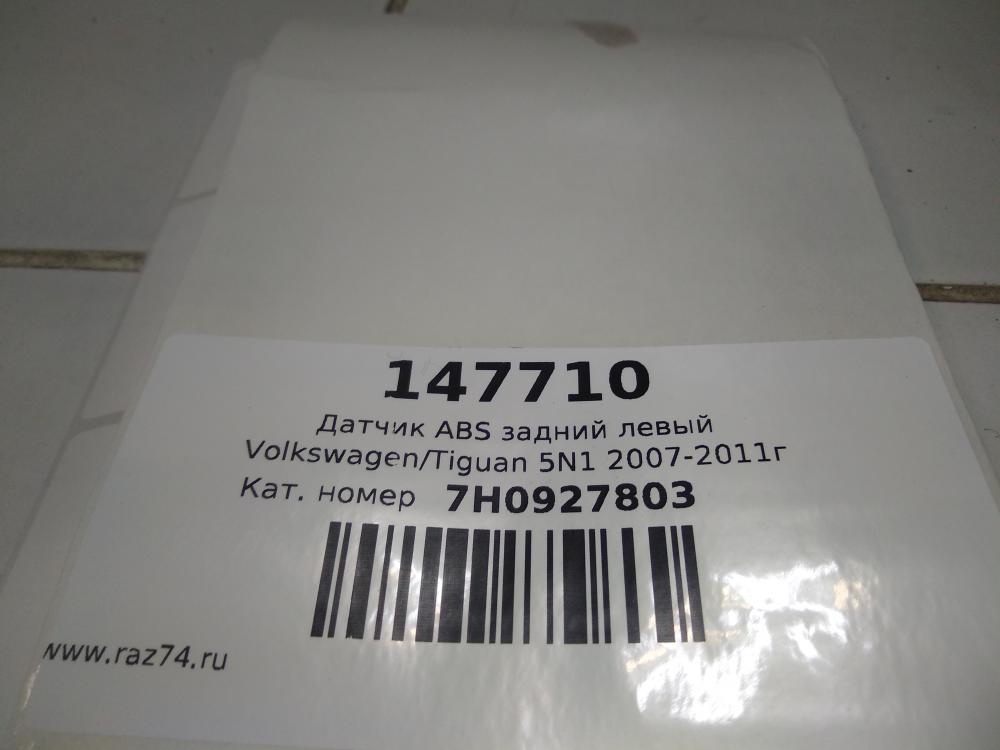 147710
Датчик ABS задний левый
Volkswagen/Tiguan 5N1 2007-2011г
Кат. номер 7H0927803
www.raz74.ru